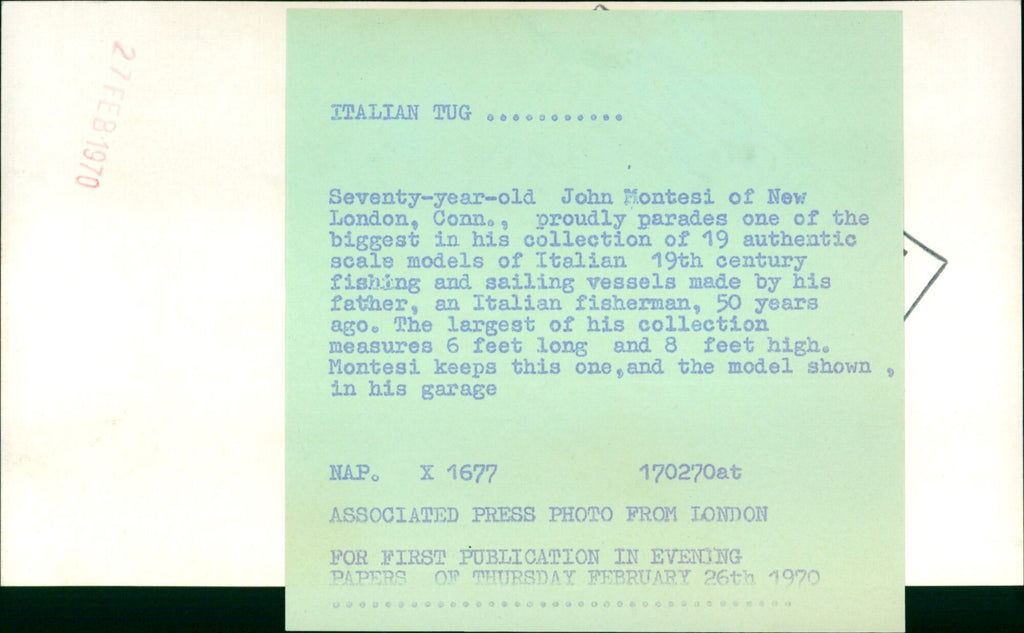 27 FEB 1970
ITALIAN TUG ...........
Seventy-year-old John Montesi of New
London, Conn., proudly parades one of the
biggest in his collection of 19 authentic
scale models of Italian 19th century
fishing and sailing vessels made by his
father, an Italian fisherman, 50 years
ago. The largest of his collection
measures 6 feet long and 8 feet high.
Montesi keeps this one,and the model shown ,
in his garage
NAP. X 1677 170270at
ASSOCIATED PRESS PHOTO FROM LONDON
FOR FIRST PUBLICATION IN EVENING
PAPERS OF THURSDAY FEBRUARY 26th 1970
....................................